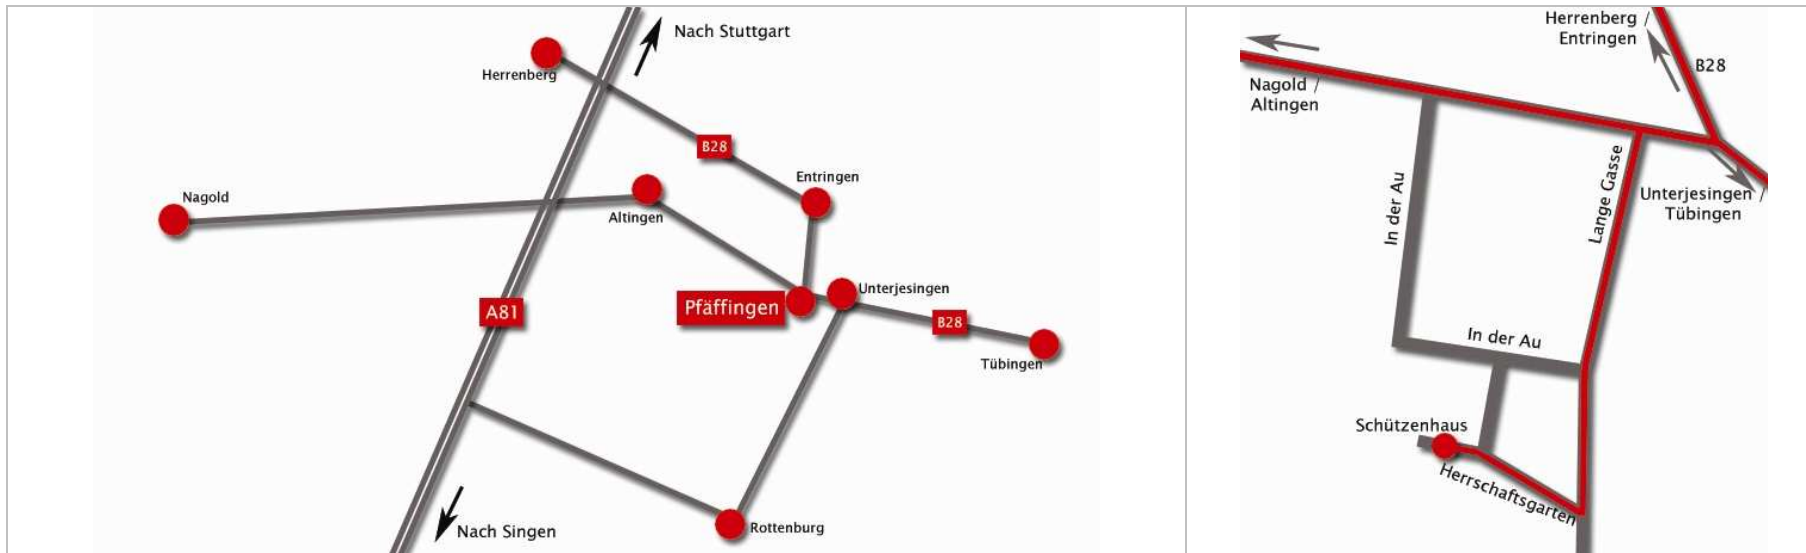 Nach Stuttgart
Herrenberg
B28
Entringen
Nagold
Altingen
Unterjesingen
Pfäffingen
A81
B28
Tübingen
Rottenburg
Nach Singen
Herrenberg /
Entringen
B28
Nagold /
Altingen
Lange Gasse
In der Au
Unterjesingen /
Tübingen
In der Au
Schützenhaus
Herrschaftsgarten